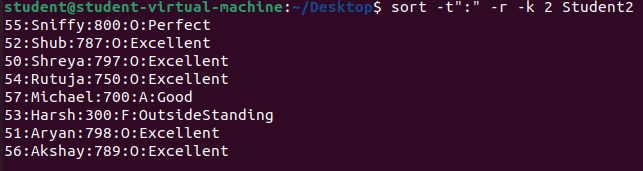 student@student-virtual-machine:~/Desktop$ sort -t":" -r -k 2 Student2
55:Sniffy:800:O:Perfect
52:Shub:787:O:Excellent
50:Shreya:797:O:Excellent
54:Rutuja:750:O:Excellent
57:Michael:700:A:Good
53:Harsh:300:F:OutsideStanding
51:Aryan:798:O:Excellent
56:Akshay:789:O:Excellent